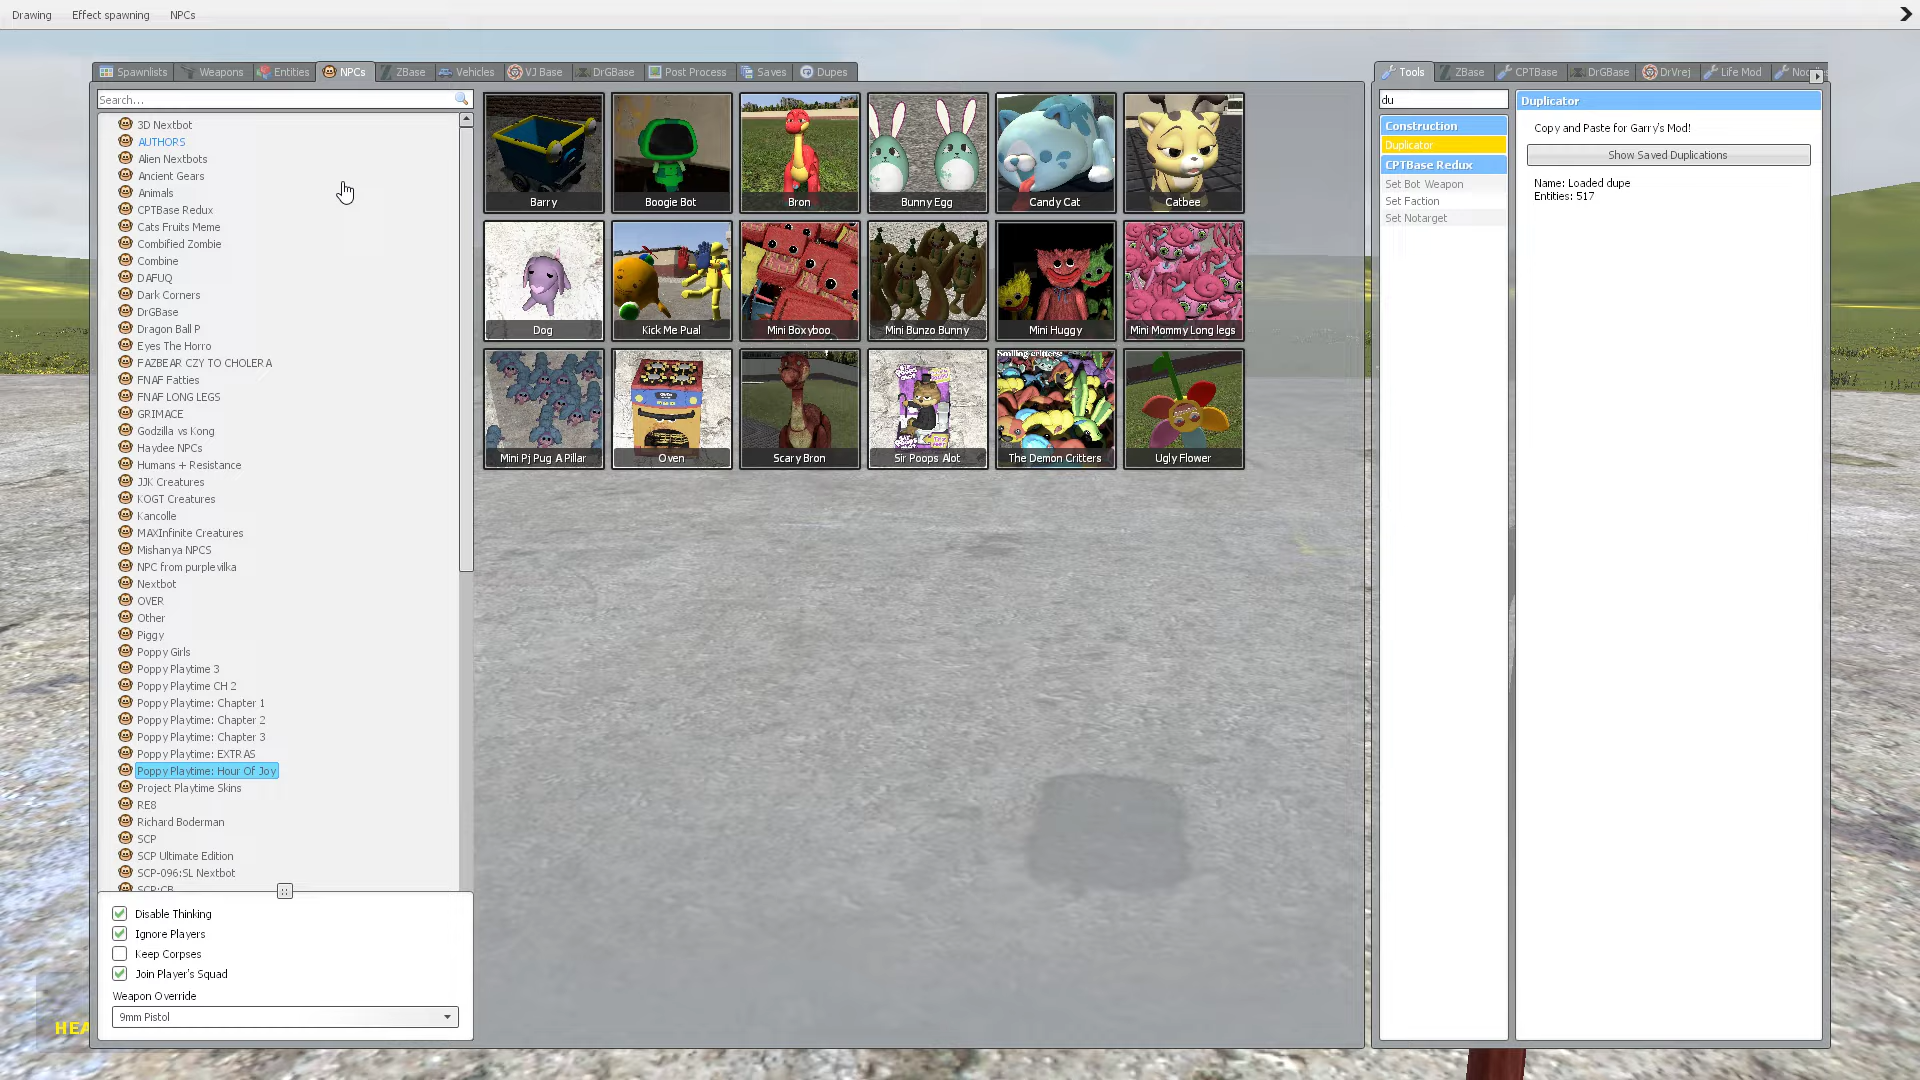 Drawing Effect spawning NPCs
Spawnlists Weapons Entities NPCs ZBase Vehicles VJ Base DrGBase Post Process Saves Dupes
Search...
3D Nextbot
AUTHORS
Alien Nextbots
Ancient Gears
Animals
CPTBase Redux
Cats Fruits Meme
Combified Zombie
Combine
DAFUQ
Dark Corners
DrGBase
Dragon Ball P
Eyes The Horro
FAZBEAR CZY TO CHOLERA
FNAF Fatties
FNAF LONG LEGS
GRIMACE
Godzilla vs Kong
Haydee NPCs
Humans + Resistance
JJK Creatures
KOGT Creatures
Kancolle
MAXInfinite Creatures
Mishanya NPCS
NPC from purplevilka
Nextbot
OVER
Other
Piggy
Poppy Girls
Poppy Playtime 3
Poppy Playtime CH 2
Poppy Playtime: Chapter 1
Poppy Playtime: Chapter 2
Poppy Playtime: Chapter 3
Poppy Playtime: EXTRAS
Poppy Playtime: Hour Of Joy
Project Playtime Skins
RE8
Richard Boderman
SCP
SCP Ultimate Edition
SCP-096:SL Nextbot
SCP:CB
Disable Thinking
Ignore Players
Keep Corpses
Join Player's Squad
Weapon Override
9mm Pistol
HEA
Barry Boogie Bot Bron Bunny Egg Candy Cat Catbee
Dog Kick Me Pual Mini Boxyboo Mini Bunzo Bunny Mini Huggy Mini Mommy Long legs
Smiling critters:
Mini Pj Pug A Pillar Oven Scary Bron Sir Poops Alot The Demon Critters Ugly Flower
Tools ZBase CPTBase DrGBase DrVrej Life Mod
du
Construction
Duplicator
CPTBase Redux
Set Bot Weapon
Set Faction
Set Notarget
Duplicator
Copy and Paste for Garry's Mod!
Show Saved Duplications
Name: Loaded dupe
Entities: 517